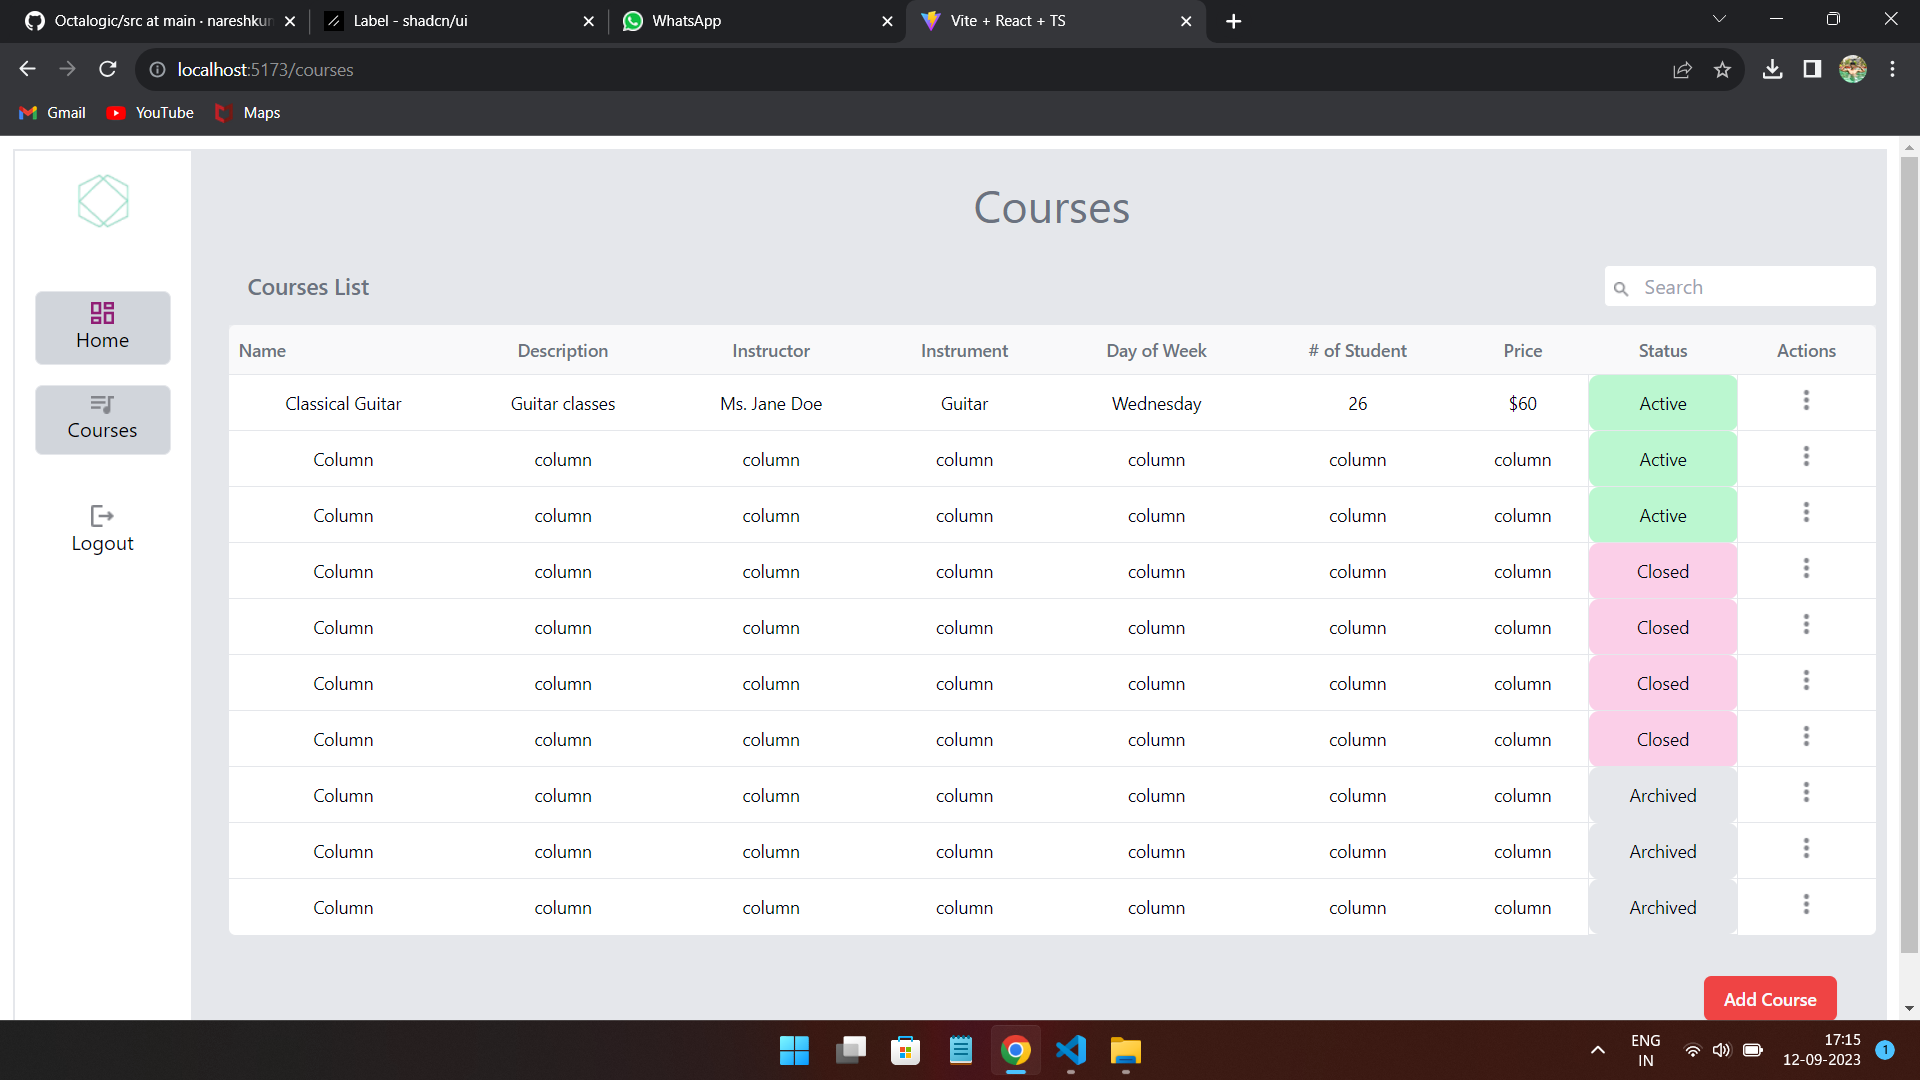 Octalogic/src at main · nareshkun
Label - shadcn/ui
WhatsApp
Vite + React + TS
localhost:5173/courses
Gmail YouTube Maps
Courses
Courses List
Search
Home
Courses
Logout
Name Description Instructor Instrument Day of Week # of Student Price Status Actions
Classical Guitar Guitar classes Ms. Jane Doe Guitar Wednesday 26 $60 Active
Column column column column column column column Active
Column column column column column column column Active
Column column column column column column column Closed
Column column column column column column column Closed
Column column column column column column column Closed
Column column column column column column column Closed
Column column column column column column column Archived
Column column column column column column column Archived
Column column column column column column column Archived
Add Course
ENG
IN
17:15
12-09-2023
1